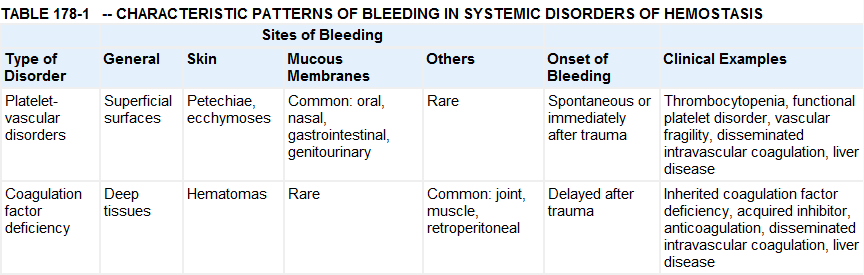 TABLE 178-1 -- CHARACTERISTIC PATTERNS OF BLEEDING IN SYSTEMIC DISORDERS OF HEMOSTASIS
Sites of Bleeding
Type of Disorder
General
Skin
Mucous Membranes
Others
Onset of Bleeding
Clinical Examples
Platelet-
vascular
disorders
Superficial
surfaces
Petechiae,
ecchymoses
Common: oral,
nasal,
gastrointestinal,
genitourinary
Rare
Spontaneous or
immediately
after trauma
Thrombocytopenia, functional
platelet disorder, vascular
fragility, disseminated
intravascular coagulation, liver
disease
Coagulation
factor
deficiency
Deep
tissues
Hematomas
Rare
Common: joint,
muscle,
retroperitoneal
Delayed after
trauma
Inherited coagulation factor
deficiency, acquired inhibitor,
anticoagulation, disseminated
intravascular coagulation, liver
disease